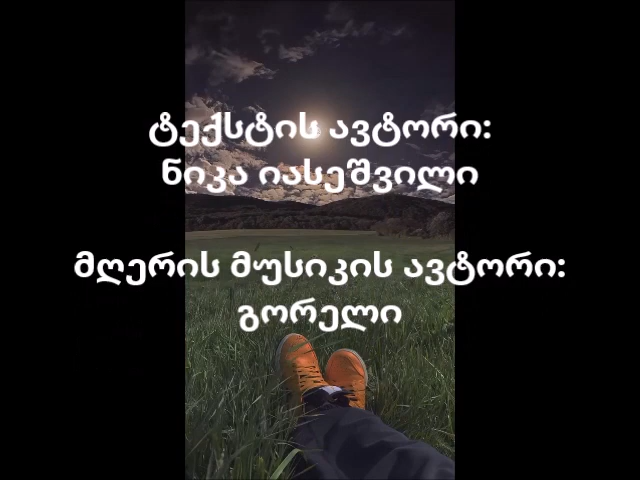 ტექსტის ავტორი:
ნიკა იასეშვილი
მღერის მუსიკის ავტორი:
გორელი